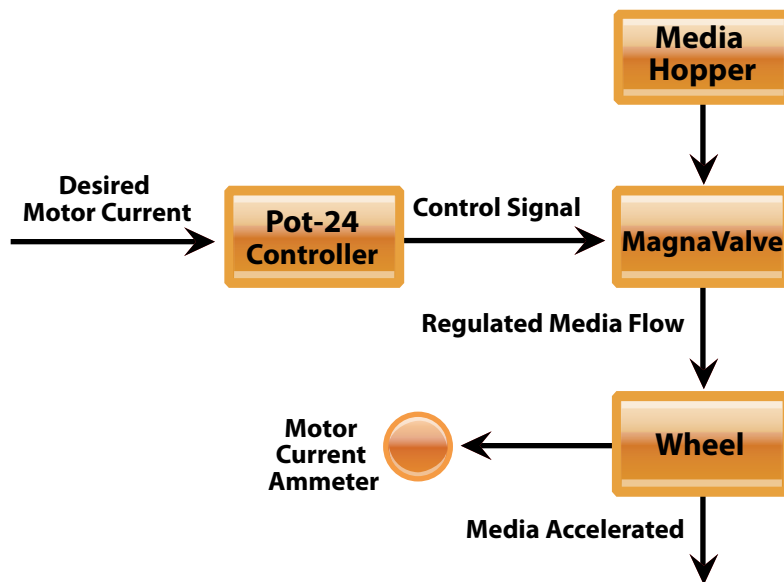 Media
Hopper
Desired
Motor Current
Pot-24
Controller
Control Signal
MagnaValve
Regulated Media Flow
Motor
Current
Ammeter
Wheel
Media Accelerated